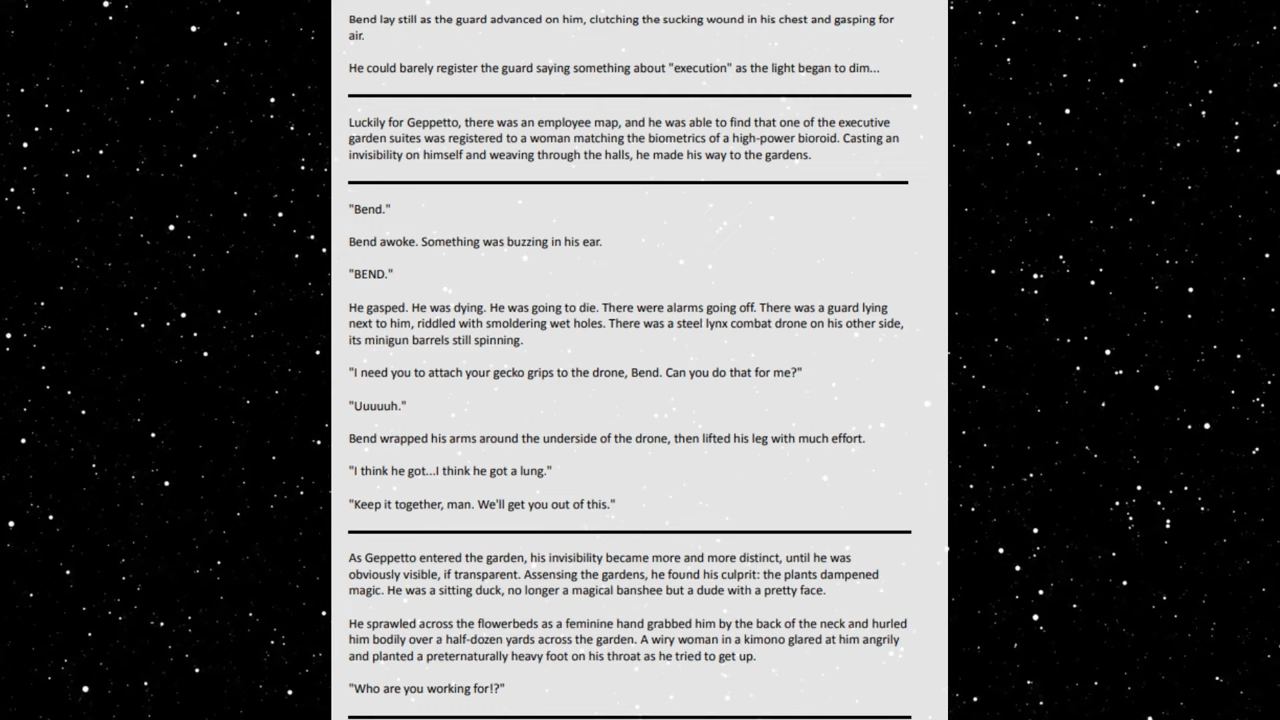 Bend lay still as the guard advanced on him, clutching the sucking wound in his chest and gasping for
air.
He could barely register the guard saying something about "execution" as the light began to dim...
Luckily for Geppetto, there was an employee map, and he was able to find that one of the executive
garden suites was registered to a woman matching the biometrics of a high-power bioroid. Casting an
invisibility on himself and weaving through the halls, he made his way to the gardens.
"Bend."
Bend awoke. Something was buzzing in his ear.
"BEND."
He gasped. He was dying. He was going to die. There were alarms going off. There was a guard lying
next to him, riddled with smoldering wet holes. There was a steel lynx combat drone on his other side,
its minigun barrels still spinning.
"I need you to attach your gecko grips to the drone, Bend. Can you do that for me?"
"Uuuuuh."
Bend wrapped his arms around the underside of the drone, then lifted his leg with much effort.
"I think he got...I think he got a lung."
"Keep it together, man. We'll get you out of this."
As Geppetto entered the garden, his invisibility became more and more distinct, until he was
obviously visible, if transparent. Assensing the gardens, he found his culprit: the plants dampened
magic. He was a sitting duck, no longer a magical banshee but a dude with a pretty face.
He sprawled across the flowerbeds as a feminine hand grabbed him by the back of the neck and hurled
him bodily over a half-dozen yards across the garden. A wiry woman in a kimono glared at him angrily
and planted a preternaturally heavy foot on his throat as he tried to get up.
"Who are you working for!?"